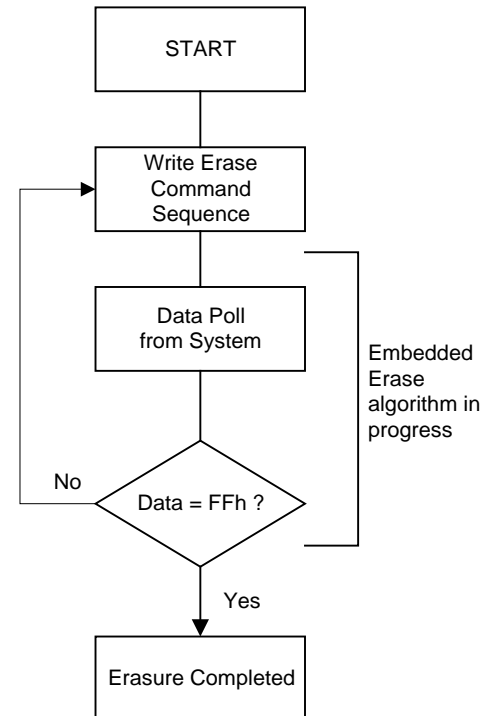 START
Write Erase
Command
Sequence
Data Poll
from System
Embedded
Erase
algorithm in
progress
No
Data = FFh ?
Yes
Erasure Completed